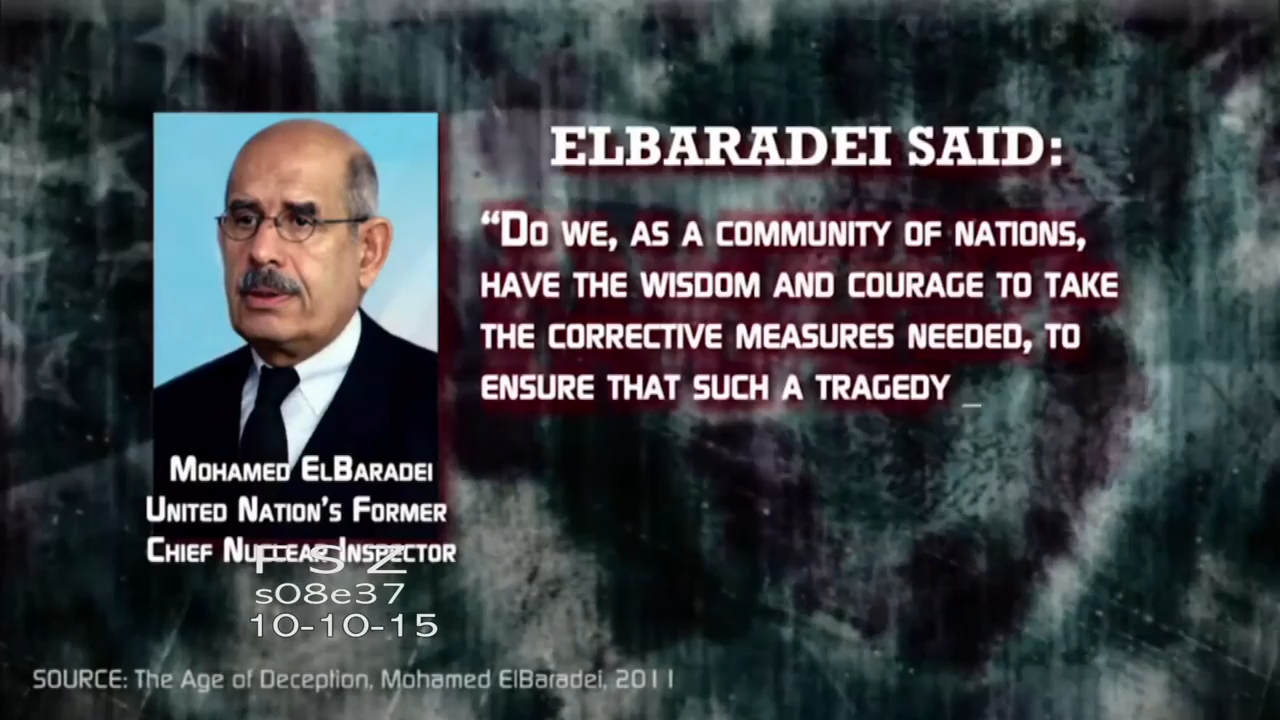 ELBARADEI SAID:
“DO WE, AS A COMMUNITY OF NATIONS,
HAVE THE WISDOM AND COURAGE TO TAKE
THE CORRECTIVE MEASURES NEEDED, TO
ENSURE THAT SUCH A TRAGEDY _
MOHAMED ELBARADEI
UNITED NATION'S FORMER
CHIEF NUCLEAR INSPECTOR
s08e37
10-10-15
SOURCE: The Age of Deception, Mohamed ElBaradei, 2011